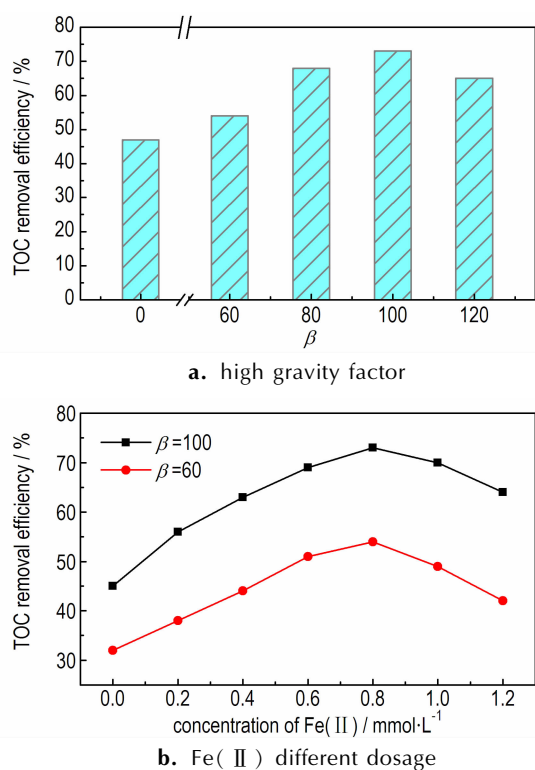 80
70
60
50
40
30
20
10
0
TOC removal efficiency / %
0 60 80 100 120
β
a. high gravity factor
80
70
60
50
40
30
TOC removal efficiency / %
β=100
β=60
0.0 0.2 0.4 0.6 0.8 1.0 1.2
concentration of Fe(Ⅱ) / mmol·L⁻¹
b. Fe(Ⅱ) different dosage